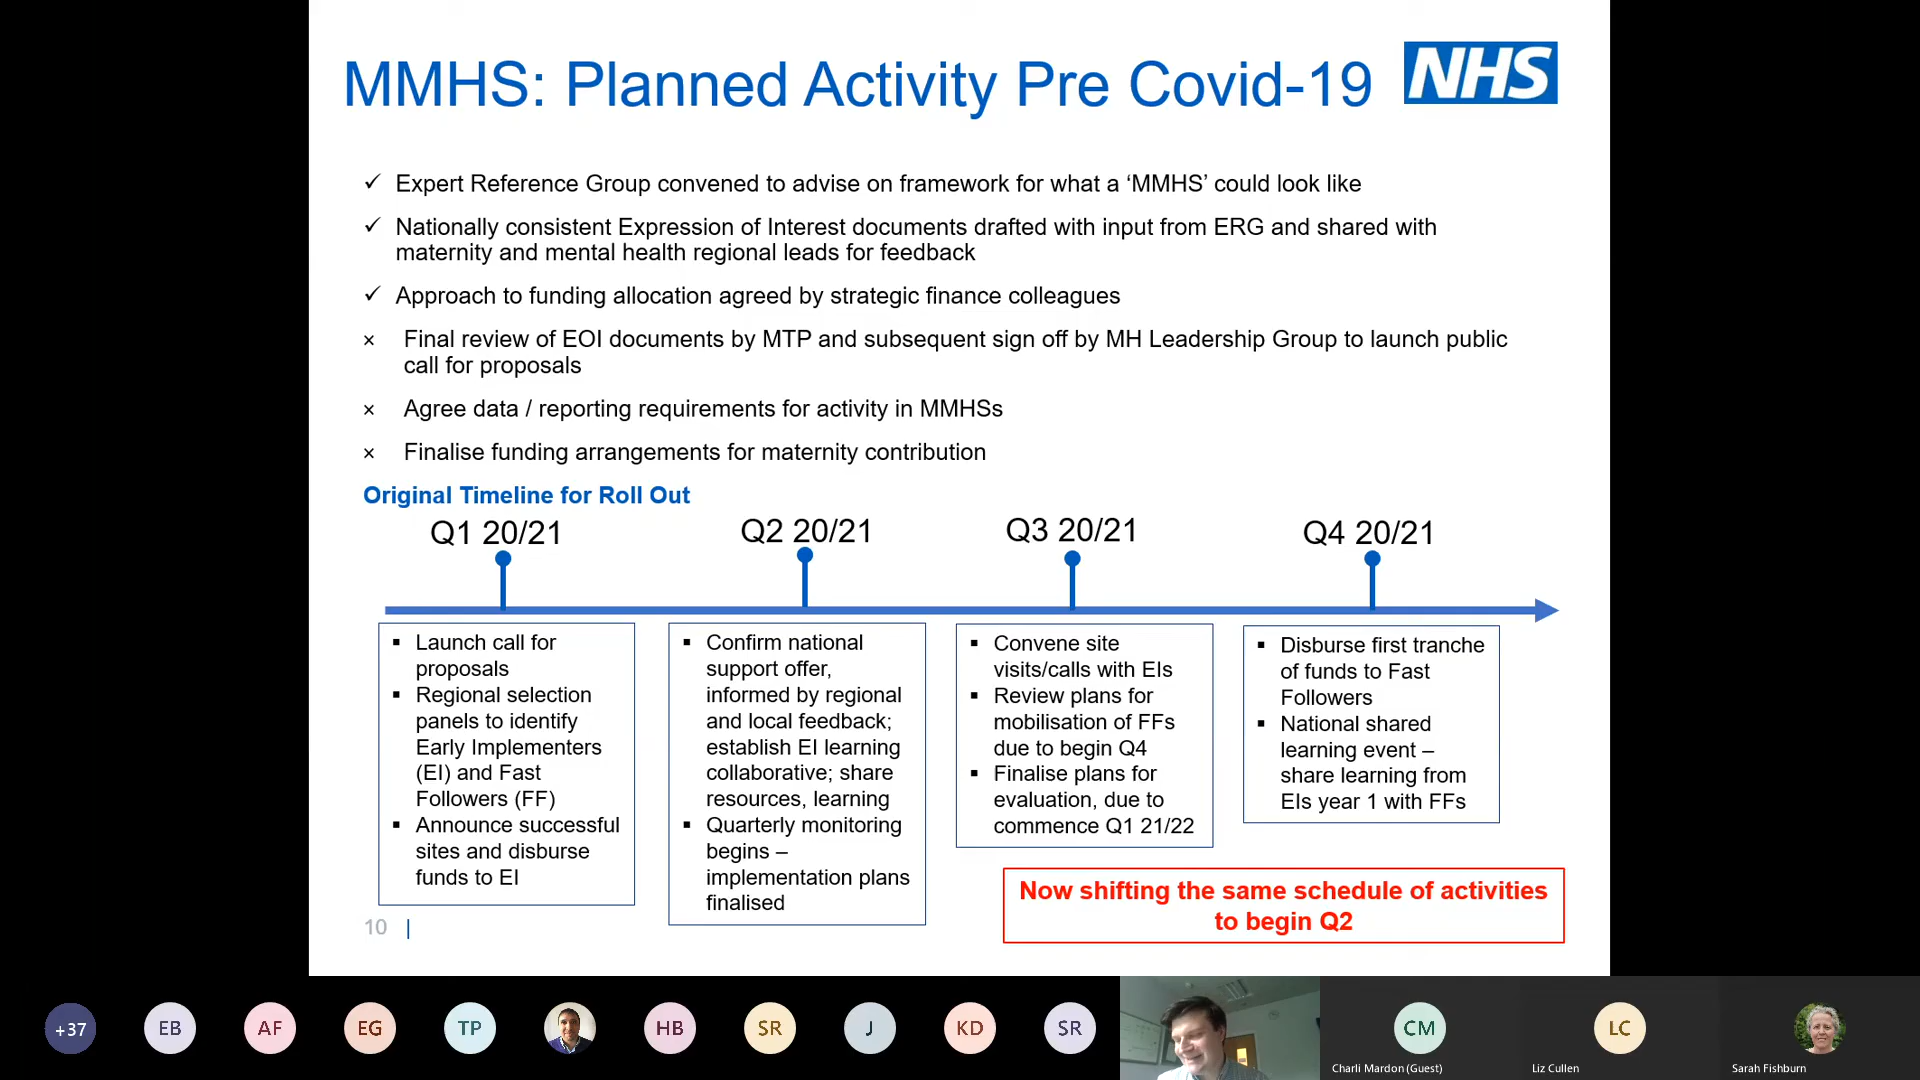 MMHS: Planned Activity Pre Covid-19
NHS
✓ Expert Reference Group convened to advise on framework for what a ‘MMHS’ could look like
✓ Nationally consistent Expression of Interest documents drafted with input from ERG and shared with
maternity and mental health regional leads for feedback
✓ Approach to funding allocation agreed by strategic finance colleagues
× Final review of EOI documents by MTP and subsequent sign off by MH Leadership Group to launch public
call for proposals
× Agree data / reporting requirements for activity in MMHSs
× Finalise funding arrangements for maternity contribution
Original Timeline for Roll Out
Q1 20/21
Q2 20/21
Q3 20/21
Q4 20/21
▪ Launch call for
proposals
▪ Regional selection
panels to identify
Early Implementers
(EI) and Fast
Followers (FF)
▪ Announce successful
sites and disburse
funds to EI
▪ Confirm national
support offer,
informed by regional
and local feedback;
establish EI learning
collaborative; share
resources, learning
▪ Quarterly monitoring
begins –
implementation plans
finalised
▪ Convene site
visits/calls with EIs
▪ Review plans for
mobilisation of FFs
due to begin Q4
▪ Finalise plans for
evaluation, due to
commence Q1 21/22
▪ Disburse first tranche
of funds to Fast
Followers
▪ National shared
learning event –
share learning from
EIs year 1 with FFs
Now shifting the same schedule of activities
to begin Q2
10 |
+37
EB
AF
EG
TP
HB
SR
J
KD
SR
CM
Charli Mardon (Guest)
LC
Liz Cullen
Sarah Fishburn